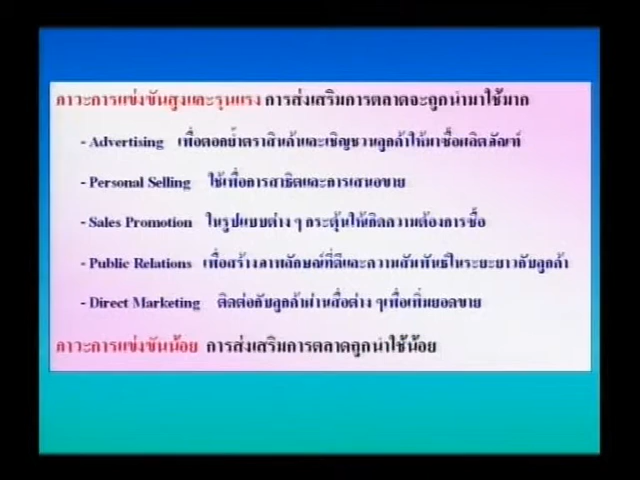 ภาวะการแข่งขันสูงและรุนแรง การส่งเสริมการตลาดจะถูกนำมาใช้มาก
- Advertising เพื่อตอกย้ำตราสินค้าและเชิญชวนลูกค้าให้มาซื้อผลิตภัณฑ์
- Personal Selling ใช้เพื่อการสาธิตและการเสนอขาย
- Sales Promotion ในรูปแบบต่าง ๆ กระตุ้นให้เกิดความต้องการซื้อ
- Public Relations เพื่อสร้างภาพลักษณ์ที่ดีและความสัมพันธ์ในระยะยาวกับลูกค้า
- Direct Marketing ติดต่อกับลูกค้าผ่านสื่อต่าง ๆเพื่อเพิ่มยอดขาย
ภาวะการแข่งขันน้อย การส่งเสริมการตลาดถูกนำใช้น้อย